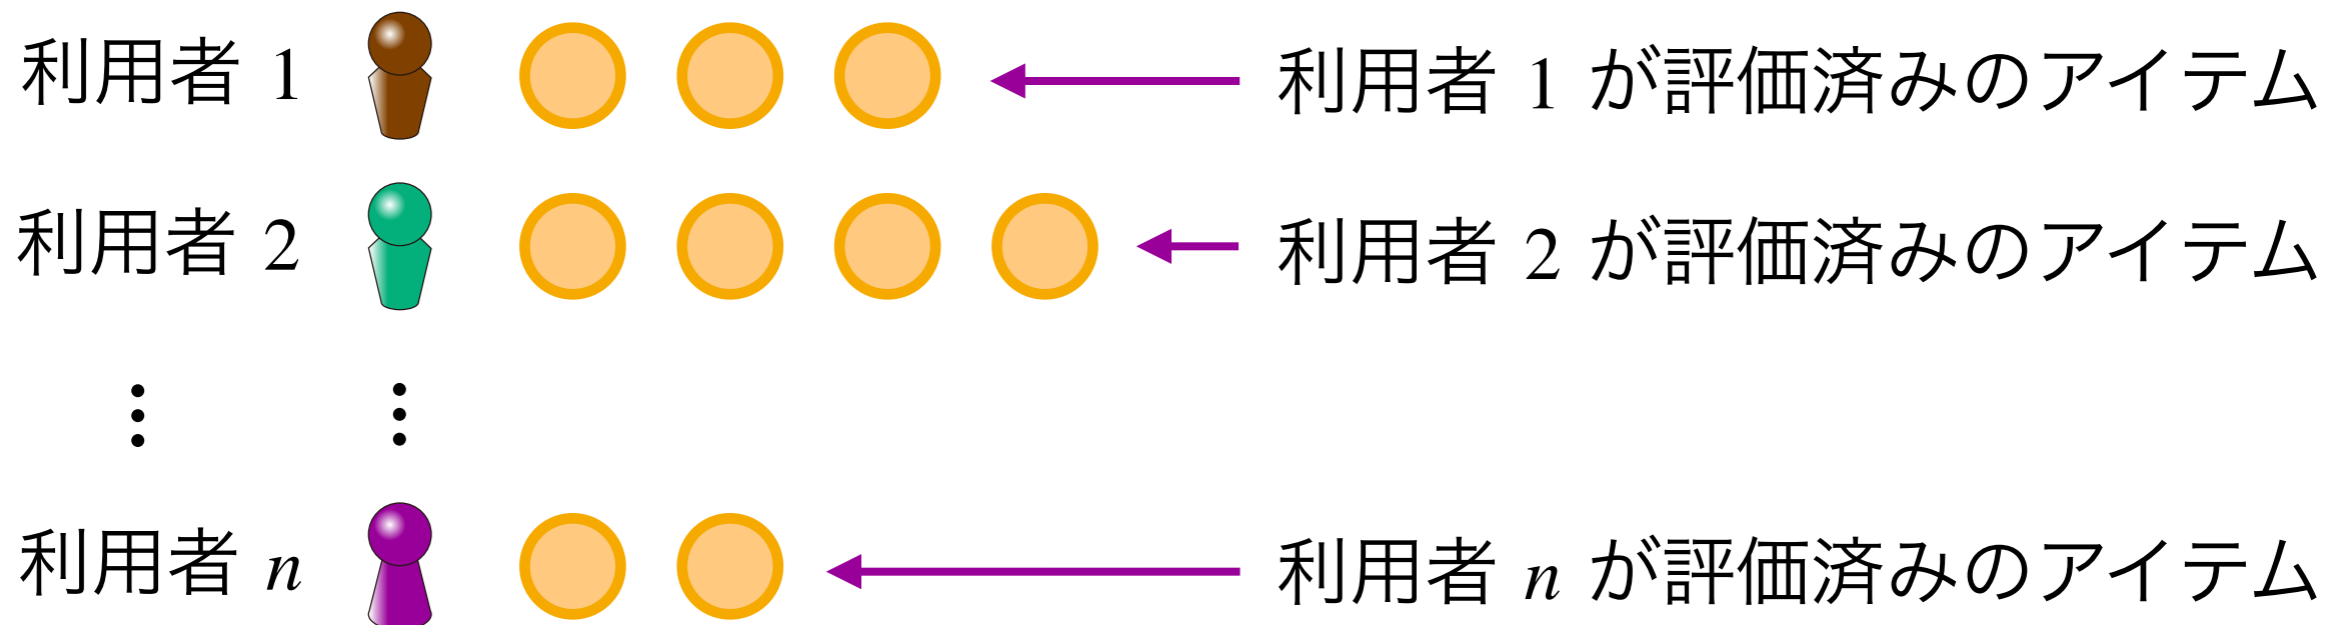 利用者 1 利用者 1 が評価済みのアイテム
利用者 2 利用者 2 が評価済みのアイテム
利用者 n 利用者 n が評価済みのアイテム